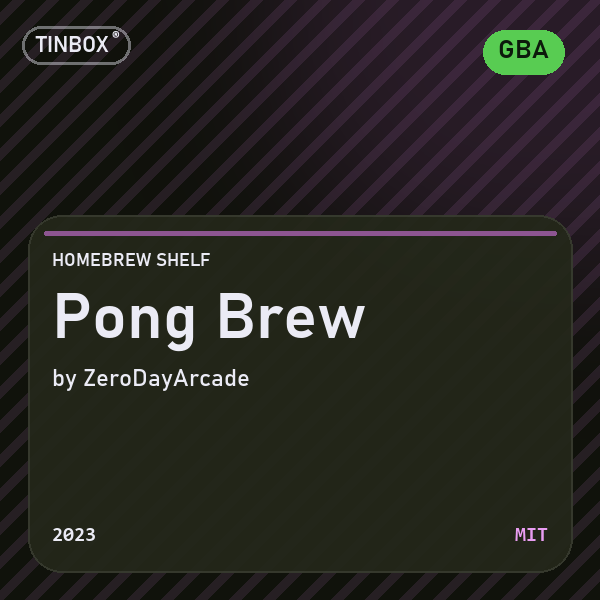 TINBOX®
GBA
HOMEBREW SHELF
Pong Brew
by ZeroDayArcade
2023
MIT